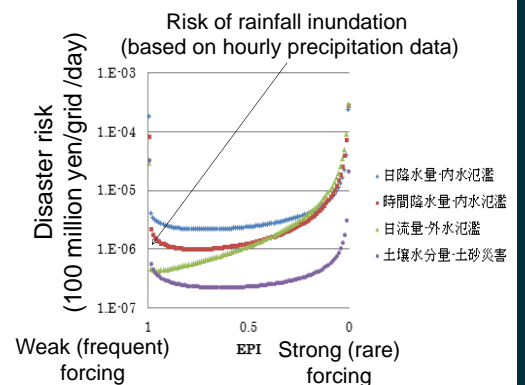 Risk of rainfall inundation
(based on hourly precipitation data)
Disaster risk
(100 million yen/grid /day)
1.E-03
1.E-04
1.E-05
1.E-06
1.E-07
1
0.5
0
EPI
Weak (frequent)
forcing
Strong (rare)
forcing
日降水量·内水氾濫
時間降水量·内水氾濫
日流量·外水氾濫
土壌水分量·土砂災害